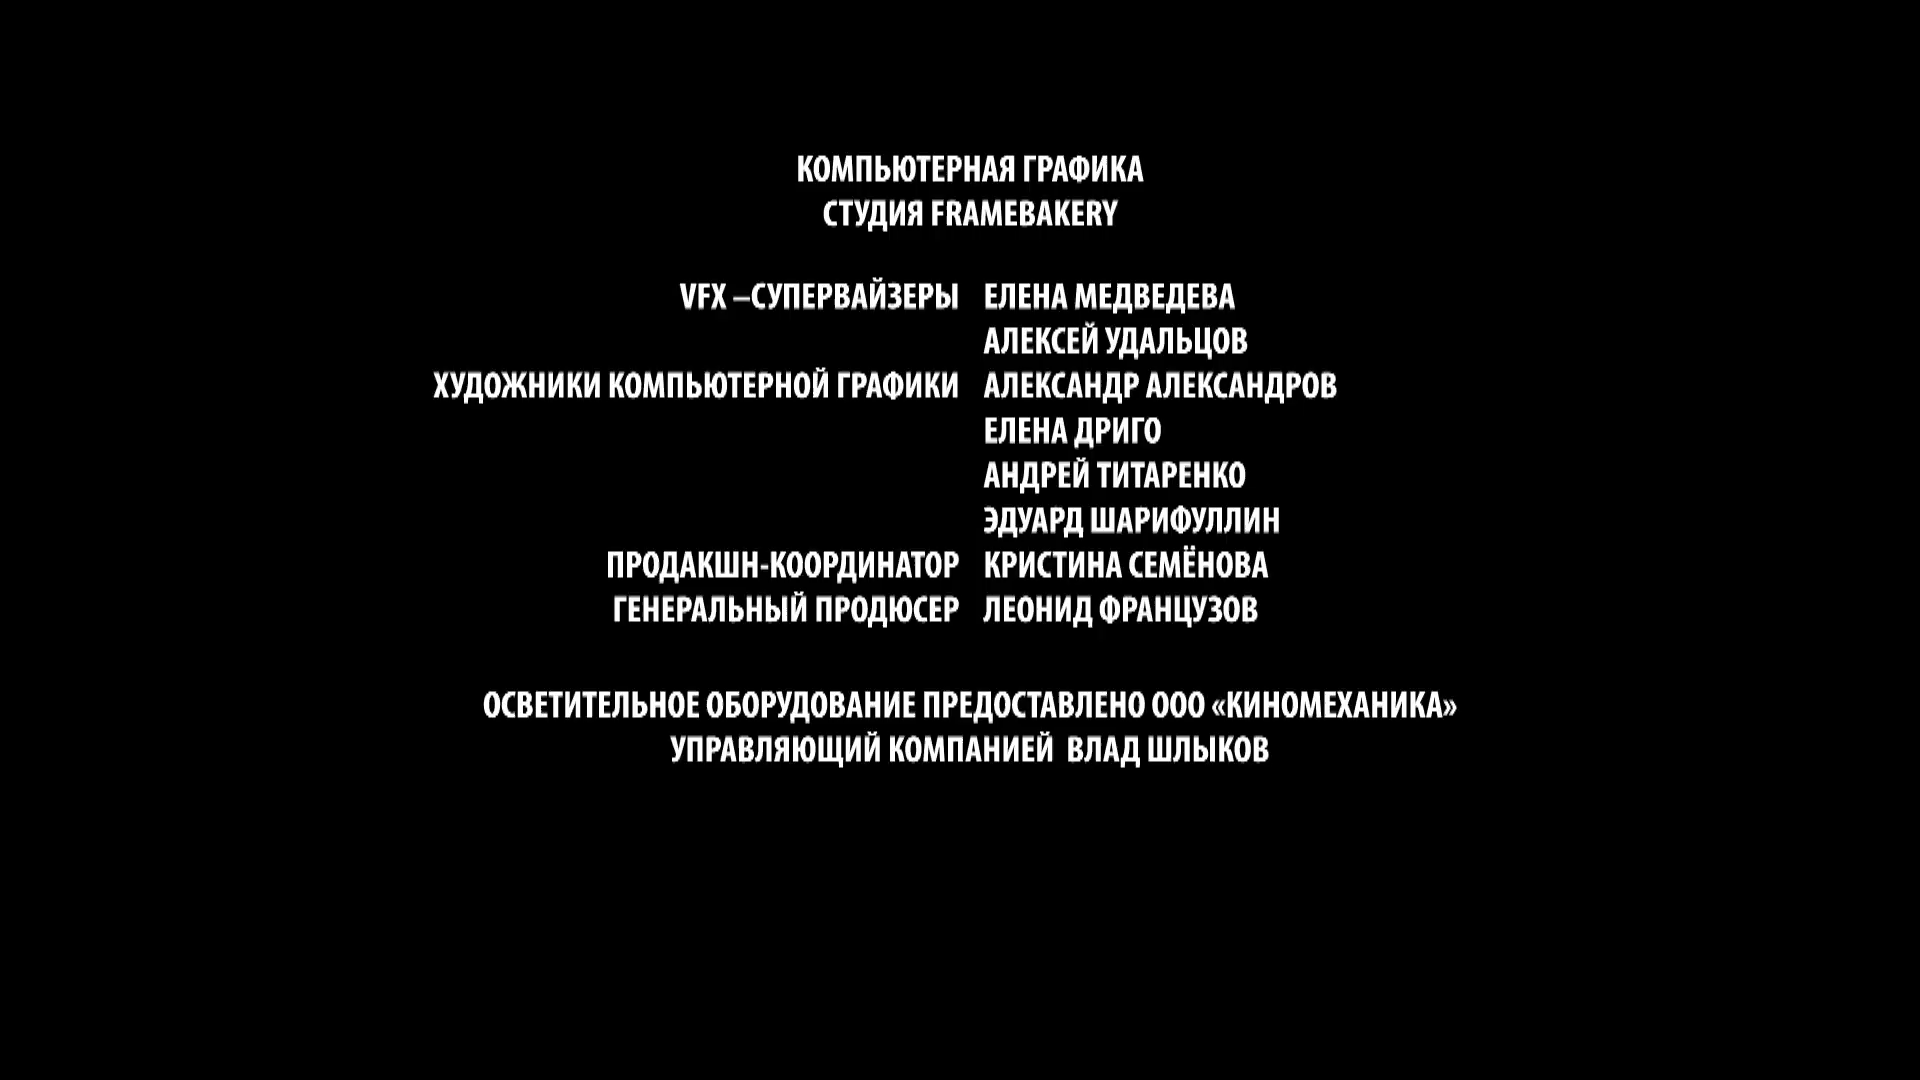 КОМПЬЮТЕРНАЯ ГРАФИКА
СТУДИЯ FRAMEBAKERY
VFX –СУПЕРВАЙЗЕРЫ ЕЛЕНА МЕДВЕДЕВА
АЛЕКСЕЙ УДАЛЬЦОВ
ХУДОЖНИКИ КОМПЬЮТЕРНОЙ ГРАФИКИ АЛЕКСАНДР АЛЕКСАНДРОВ
ЕЛЕНА ДРИГО
АНДРЕЙ ТИТАРЕНКО
ЭДУАРД ШАРИФУЛЛИН
ПРОДАКШН-КООРДИНАТОР КРИСТИНА СЕМЁНОВА
ГЕНЕРАЛЬНЫЙ ПРОДЮСЕР ЛЕОНИД ФРАНЦУЗОВ
ОСВЕТИТЕЛЬНОЕ ОБОРУДОВАНИЕ ПРЕДОСТАВЛЕНО ООО «КИНОМЕХАНИКА»
УПРАВЛЯЮЩИЙ КОМПАНИЕЙ ВЛАД ШЛЫКОВ